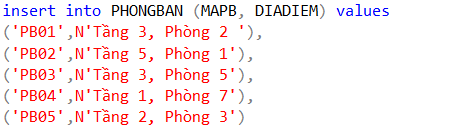 insert into PHONGBAN (MAPB, DIADIEM) values
('PB01',N'Tầng 3, Phòng 2 '),
('PB02',N'Tầng 5, Phòng 1'),
('PB03',N'Tầng 3, Phòng 5'),
('PB04',N'Tầng 1, Phòng 7'),
('PB05',N'Tầng 2, Phòng 3')